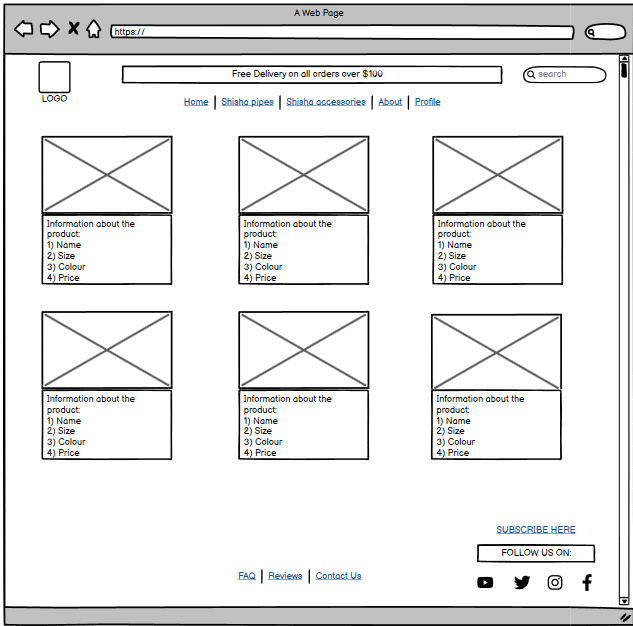 A Web Page
https://
Free Delivery on all orders over $100
search
LOGO
Home | Shisha pipes | Shisha accessories | About | Profile
Information about the
product:
1) Name
2) Size
3) Colour
4) Price
Information about the
product:
1) Name
2) Size
3) Colour
4) Price
Information about the
product:
1) Name
2) Size
3) Colour
4) Price
Information about the
product:
1) Name
2) Size
3) Colour
4) Price
Information about the
product:
1) Name
2) Size
3) Colour
4) Price
Information about the
product:
1) Name
2) Size
3) Colour
4) Price
SUBSCRIBE HERE
FOLLOW US ON:
FAQ | Reviews | Contact Us